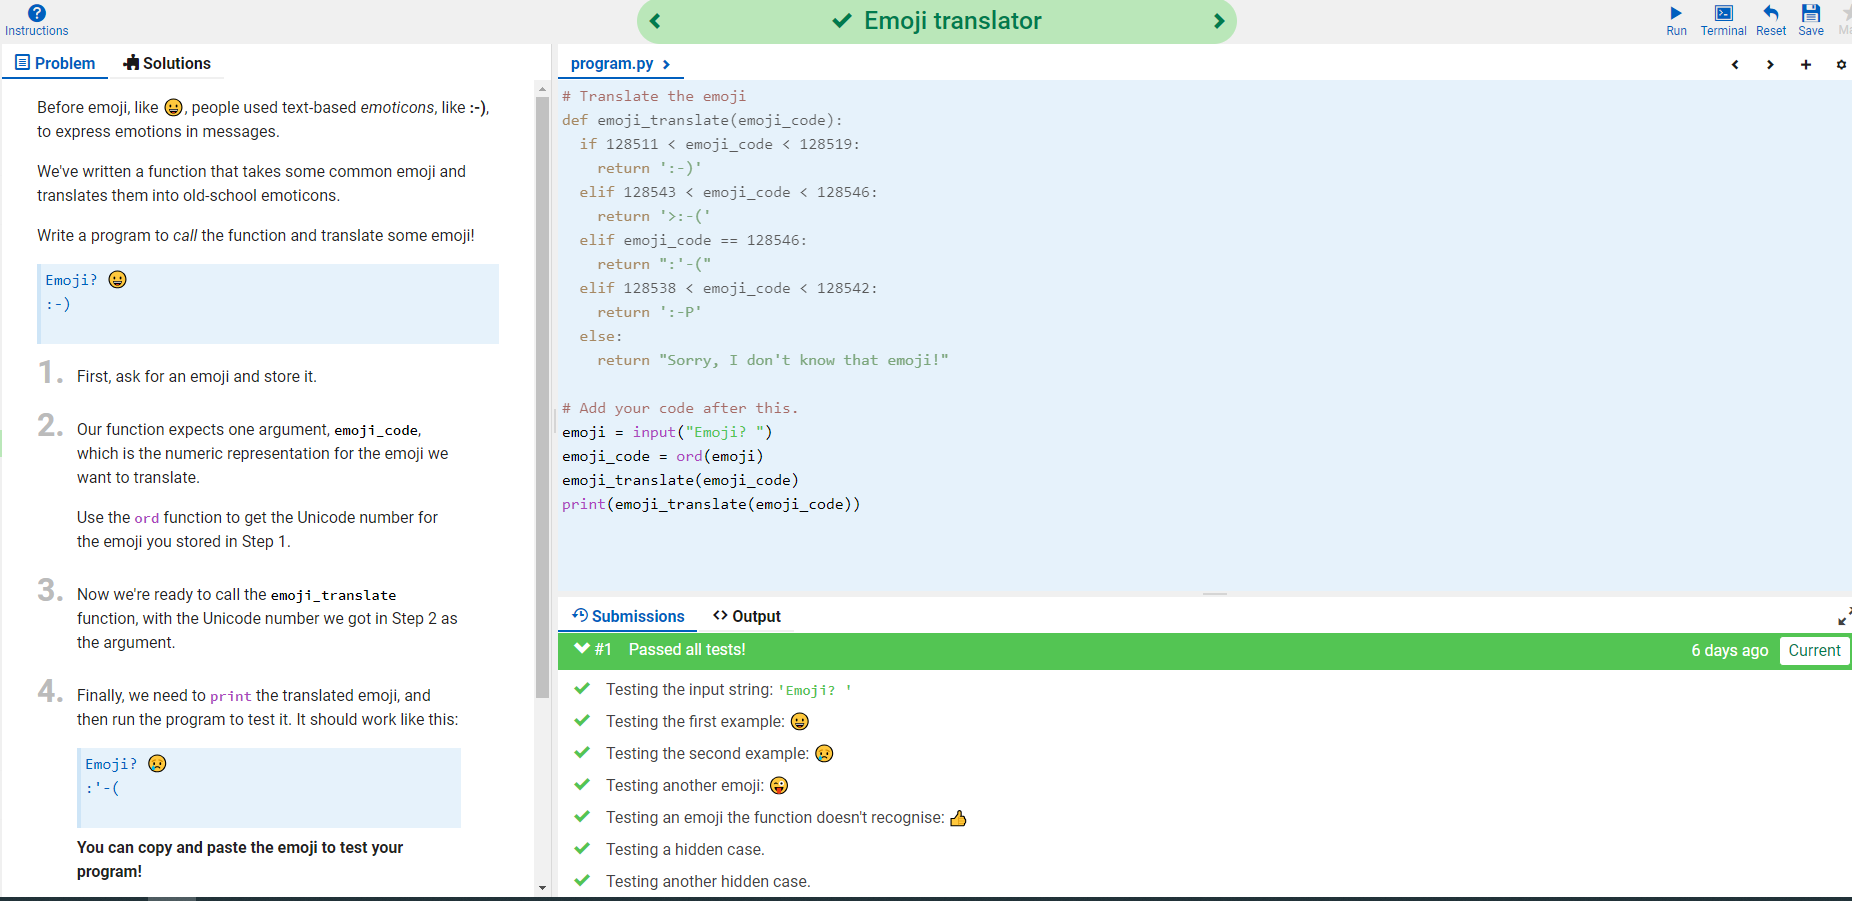 Instructions
Emoji translator
Run Terminal Reset Save
Problem Solutions
Before emoji, like 😀, people used text-based emoticons, like :-),
to express emotions in messages.
We've written a function that takes some common emoji and
translates them into old-school emoticons.
Write a program to call the function and translate some emoji!
Emoji? 😀
:-)
1. First, ask for an emoji and store it.
2. Our function expects one argument, emoji_code,
which is the numeric representation for the emoji we
want to translate.
Use the ord function to get the Unicode number for
the emoji you stored in Step 1.
3. Now we're ready to call the emoji_translate
function, with the Unicode number we got in Step 2 as
the argument.
4. Finally, we need to print the translated emoji, and
then run the program to test it. It should work like this:
Emoji? 😢
:'-(
You can copy and paste the emoji to test your
program!
program.py
# Translate the emoji
def emoji_translate(emoji_code):
  if 128511 < emoji_code < 128519:
    return ':-)'
  elif 128543 < emoji_code < 128546:
    return '>:-('
  elif emoji_code == 128546:
    return ":'-("
  elif 128538 < emoji_code < 128542:
    return ':-P'
  else:
    return "Sorry, I don't know that emoji!"
# Add your code after this.
emoji = input("Emoji? ")
emoji_code = ord(emoji)
emoji_translate(emoji_code)
print(emoji_translate(emoji_code))
Submissions <> Output
#1 Passed all tests! 6 days ago Current
Testing the input string: 'Emoji? '
Testing the first example: 😀
Testing the second example: 😢
Testing another emoji: 😜
Testing an emoji the function doesn't recognise: 👍
Testing a hidden case.
Testing another hidden case.